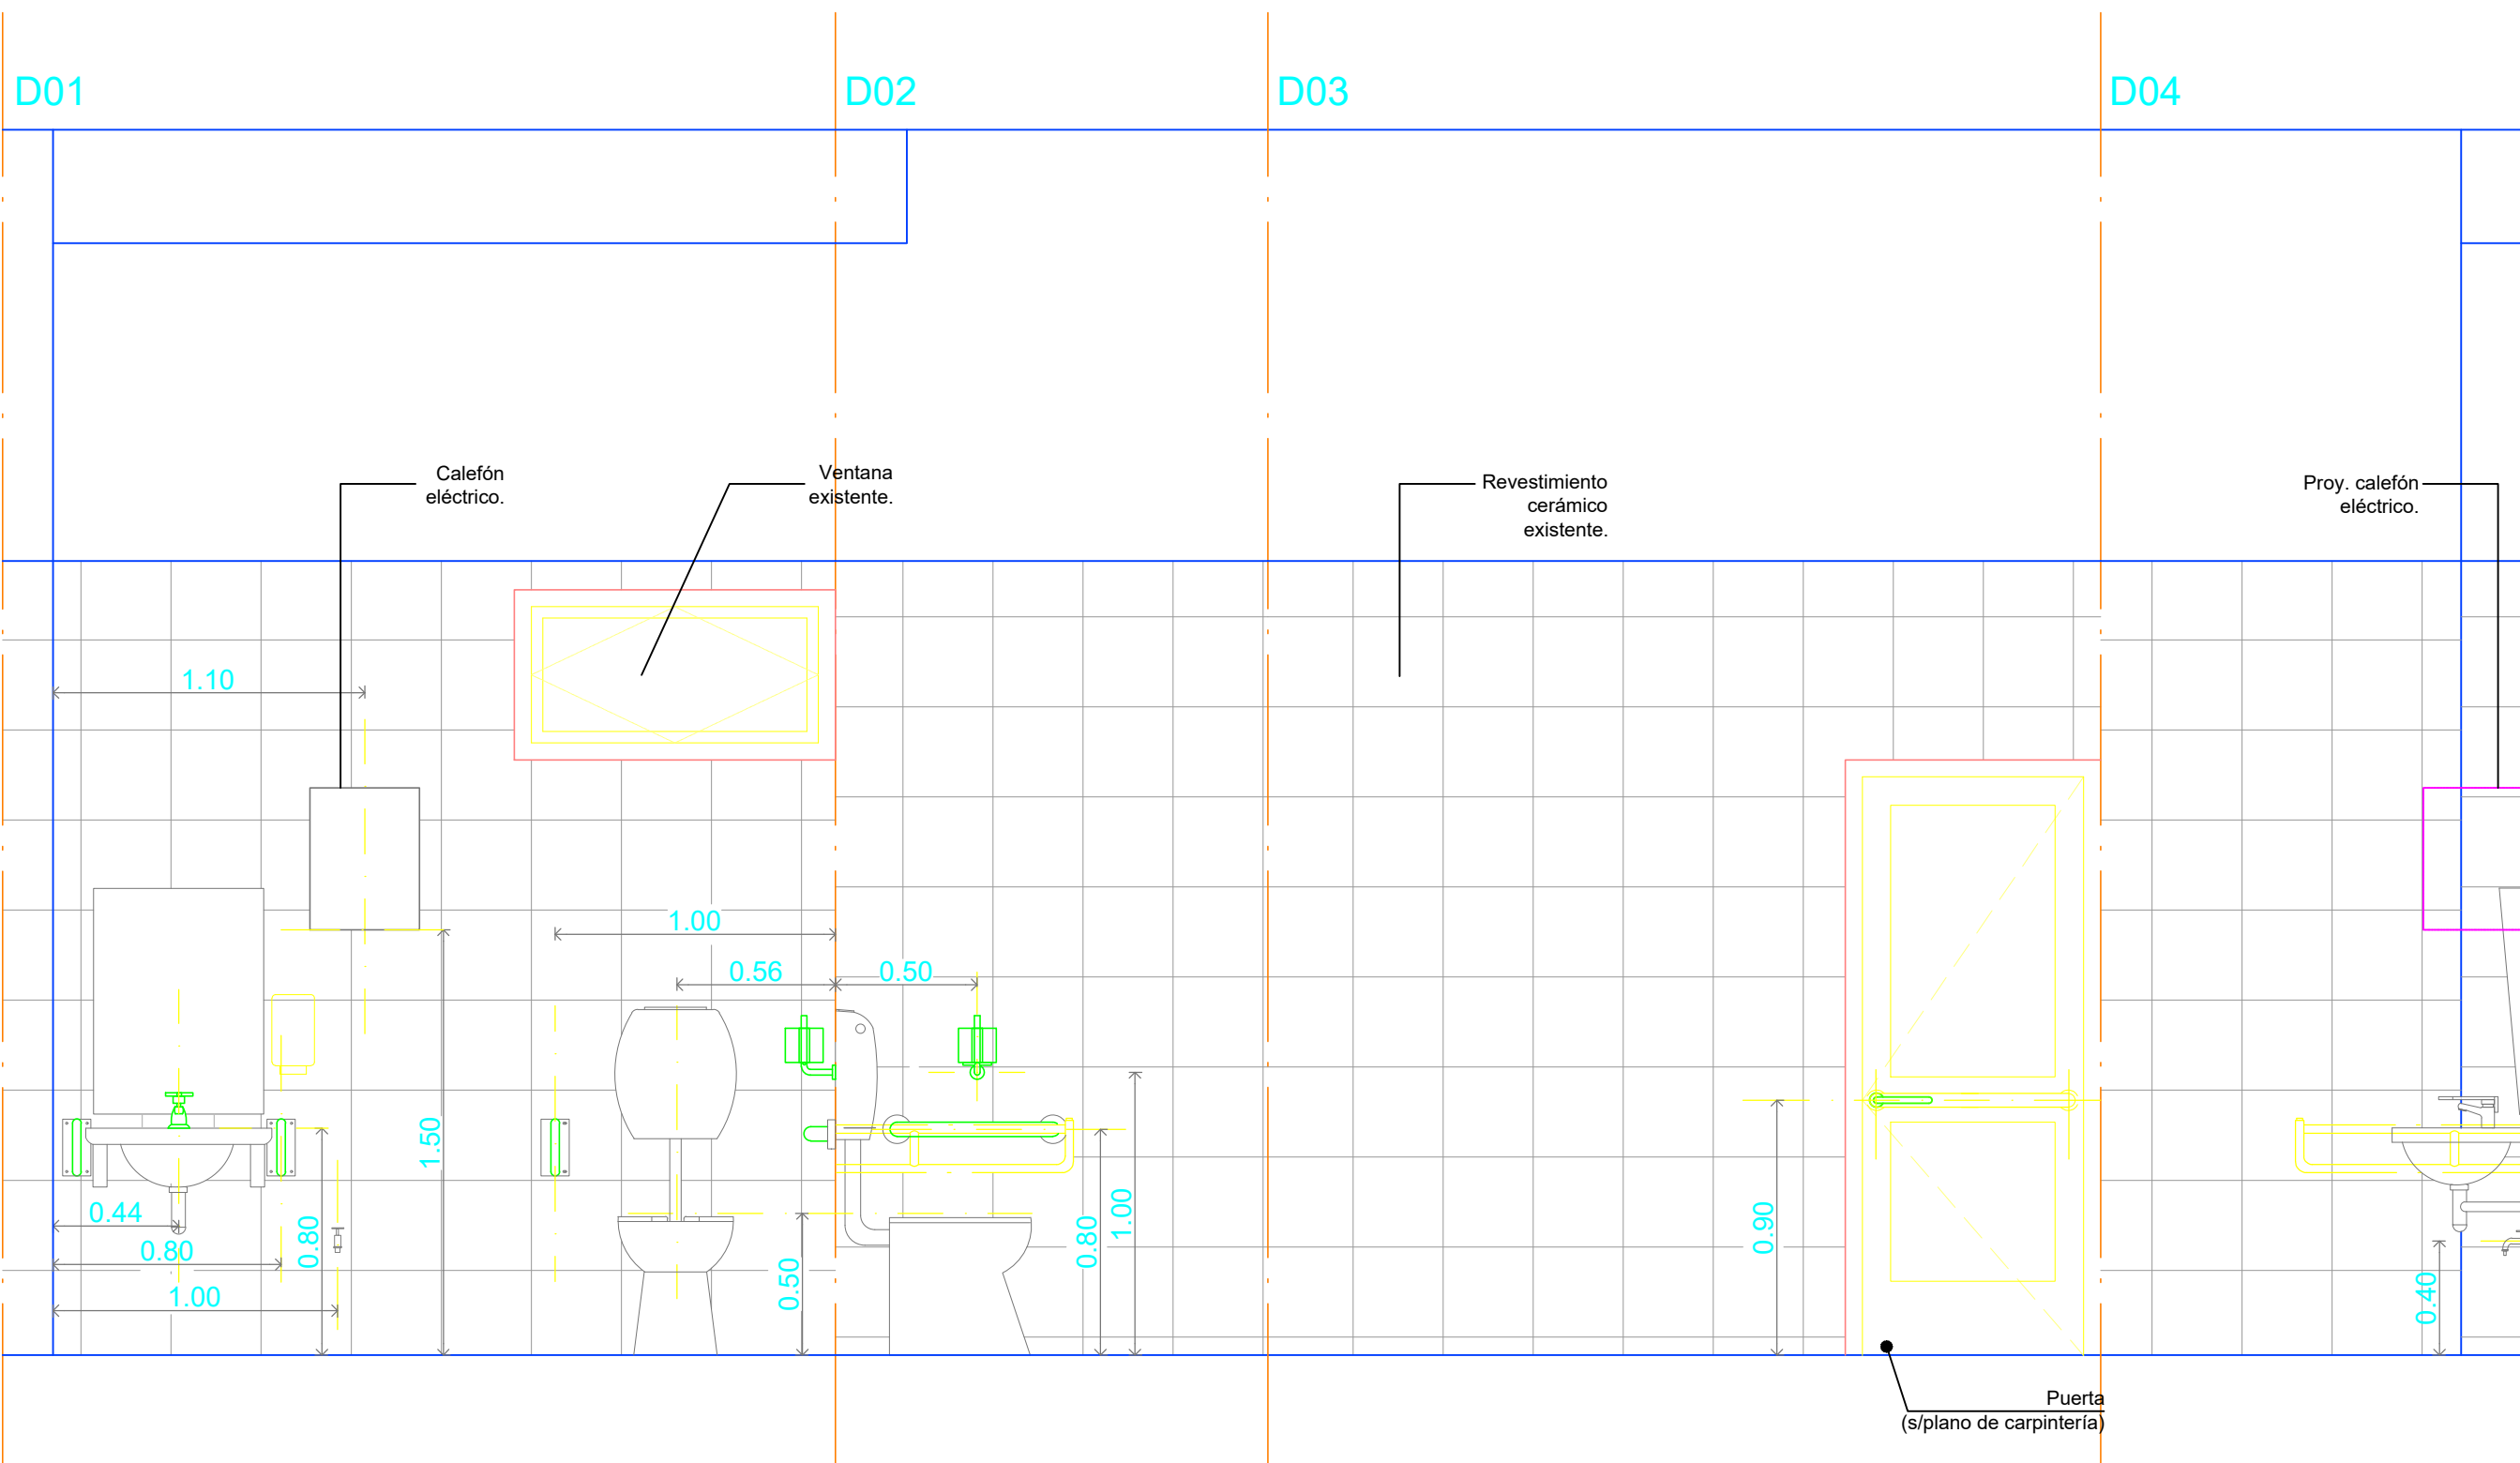 D01
D02
D03
D04
Calefón
eléctrico.
Ventana
existente.
Revestimiento
cerámico
existente.
Proy. calefón
eléctrico.
1.10
1.00
0.56
0.50
1.50
0.44
0.80
0.80
1.00
0.50
0.80
1.00
0.90
0.40
Puerta
(s/plano de carpintería)